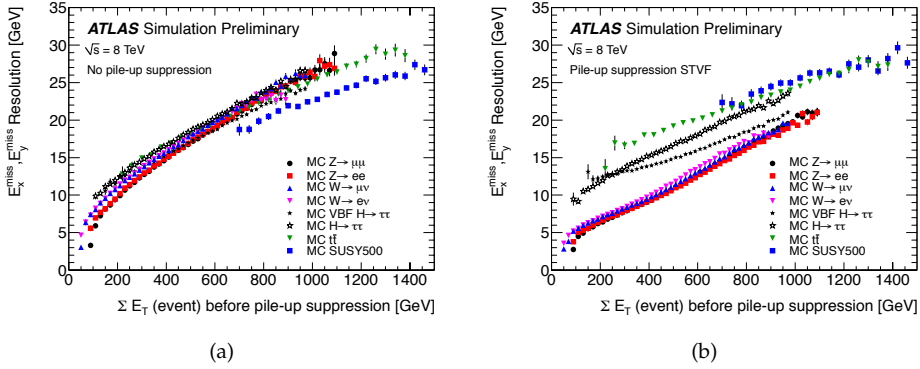 E_x^miss, E_y^miss Resolution [GeV]
35
30
25
20
15
10
5
0
ATLAS Simulation Preliminary
√s = 8 TeV
No pile-up suppression
MC Z→ μμ
MC Z→ ee
MC W→ μν
MC W→ eν
MC VBF H→ ττ
MC H→ ττ
MC tt̄
MC SUSY500
0 200 400 600 800 1000 1200 1400
Σ E_T (event) before pile-up suppression [GeV]
(a)
E_x^miss, E_y^miss Resolution [GeV]
35
30
25
20
15
10
5
0
ATLAS Simulation Preliminary
√s = 8 TeV
Pile-up suppression STVF
MC Z→ μμ
MC Z→ ee
MC W→ μν
MC W→ eν
MC VBF H→ ττ
MC H→ ττ
MC tt̄
MC SUSY500
0 200 400 600 800 1000 1200 1400
Σ E_T (event) before pile-up suppression [GeV]
(b)